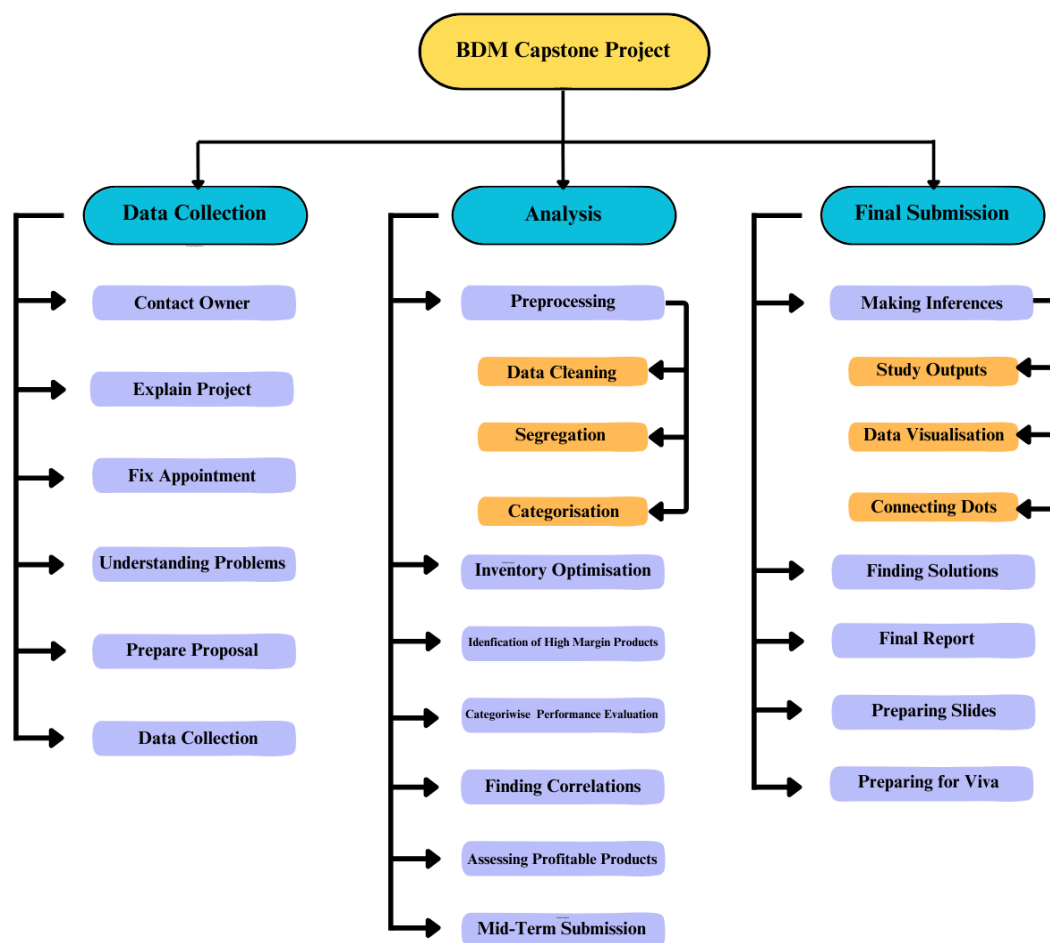 BDM Capstone Project
Data Collection
Contact Owner
Explain Project
Fix Appointment
Understanding Problems
Prepare Proposal
Data Collection
Analysis
Preprocessing
Data Cleaning
Segregation
Categorisation
Inventory Optimisation
Idenfication of High Margin Products
Categoriwise Performance Evaluation
Finding Correlations
Assessing Profitable Products
Mid-Term Submission
Final Submission
Making Inferences
Study Outputs
Data Visualisation
Connecting Dots
Finding Solutions
Final Report
Preparing Slides
Preparing for Viva